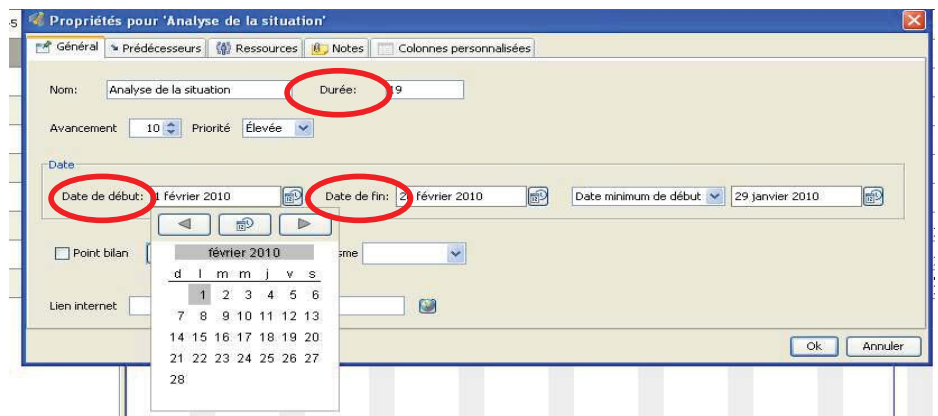 Propriétés pour 'Analyse de la situation'
Général Prédécesseurs Ressources Notes Colonnes personnalisées
Nom: Analyse de la situation Durée: 19
Avancement 10 Priorité Élevée
Date
Date de début: 1 février 2010 Date de fin: février 2010 Date minimum de début 29 janvier 2010
Point bilan
février 2010
d l m m j v s
1 2 3 4 5 6
Lien internet
7 8 9 10 11 12 13
14 15 16 17 18 19 20
Ok Annuler
21 22 23 24 25 26 27
28